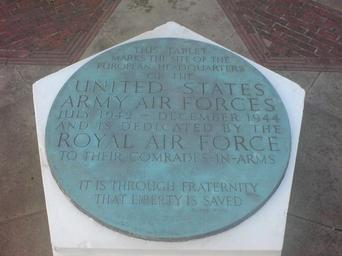 THIS TABLET
MARKS THE SITE OF THE
EUROPEAN HEADQUARTERS
OF THE
UNITED STATES
ARMY AIR FORCES
JULY 1942 – DECEMBER 1944
AND IS DEDICATED BY THE
ROYAL AIR FORCE
TO THEIR COMRADES-IN-ARMS
IT IS THROUGH FRATERNITY
THAT LIBERTY IS SAVED